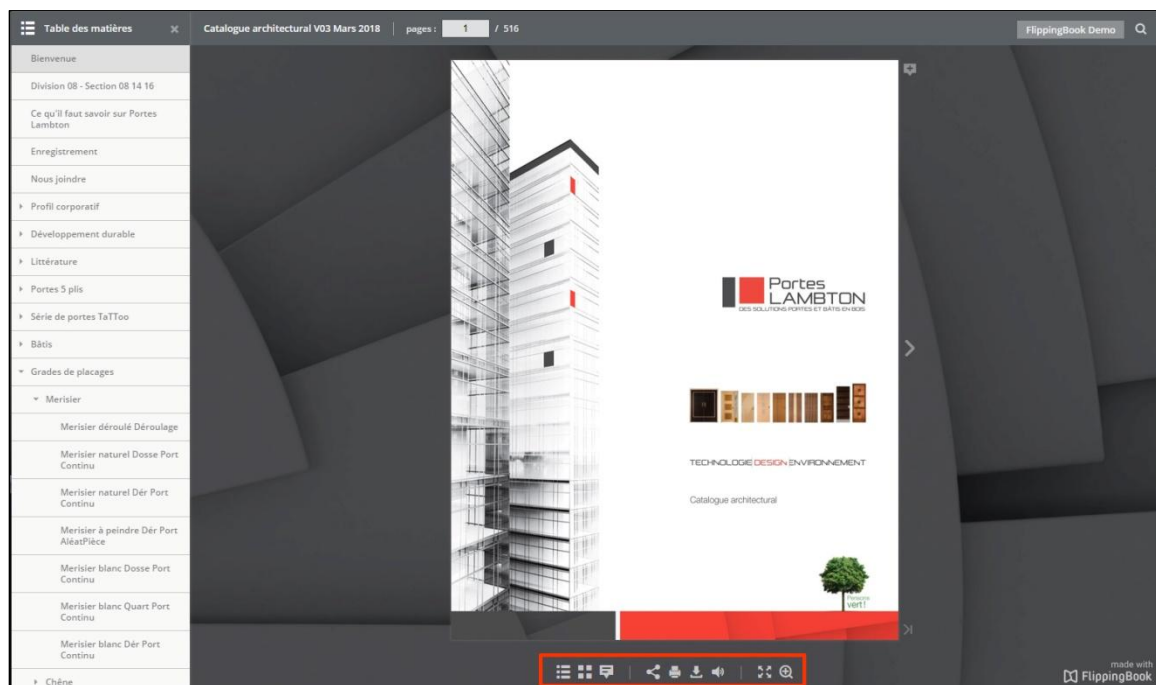 Table des matières
Catalogue architectural V03 Mars 2018
pages :
1
/ 516
FlippingBook Demo
Bienvenue
Division 08 - Section 08 14 16
Ce qu'il faut savoir sur Portes
Lambton
Enregistrement
Nous joindre
Profil corporatif
Développement durable
Littérature
Portes 5 plis
Série de portes TaTToo
Bâtis
Grades de placages
Merisier
Merisier déroulé Déroulage
Merisier naturel Dosse Port
Continu
Merisier naturel Dér Port
Continu
Merisier à peindre Dér Port
AléatPièce
Merisier blanc Dosse Port
Continu
Merisier blanc Quart Port
Continu
Merisier blanc Dér Port
Continu
Chêne
Portes
LAMBTON
DES SOLUTIONS PORTES ET BÂTIS EN BOIS
TECHNOLOGIE DESIGN ENVIRONNEMENT
Catalogue architectural
Pensons
vert!
made with
FlippingBook